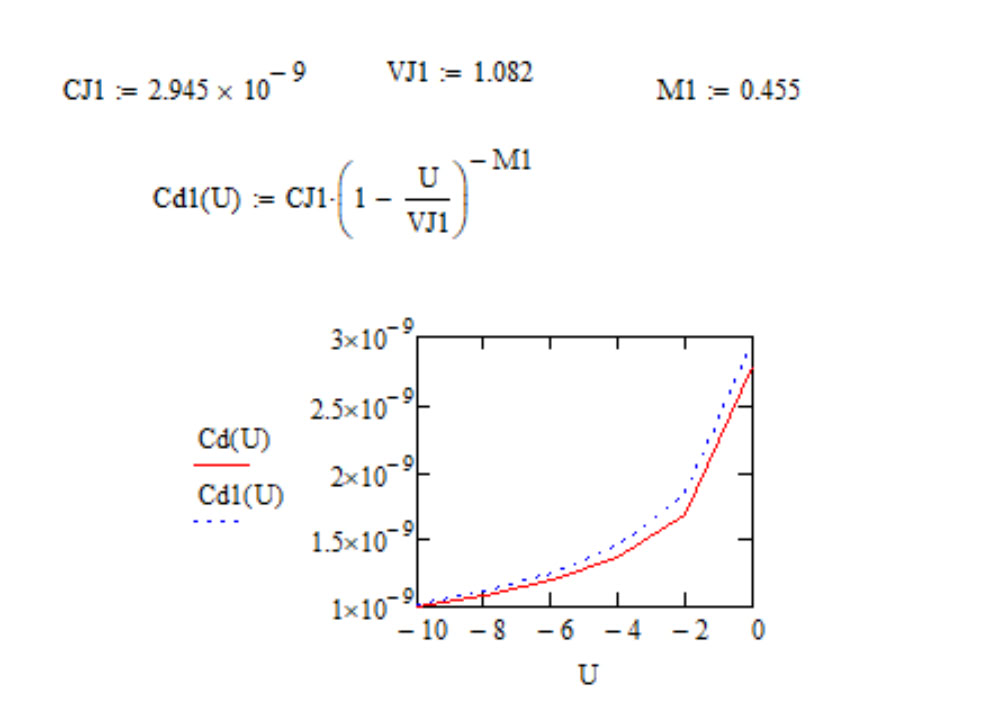 CJ1 := 2.945 × 10^−9 VJ1 := 1.082 M1 := 0.455
Cd1(U) := CJ1·(1 − U/VJ1)^−M1
3×10^−9
2.5×10^−9
Cd(U)
2×10^−9
Cd1(U)
1.5×10^−9
1×10^−9
−10 −8 −6 −4 −2 0
U